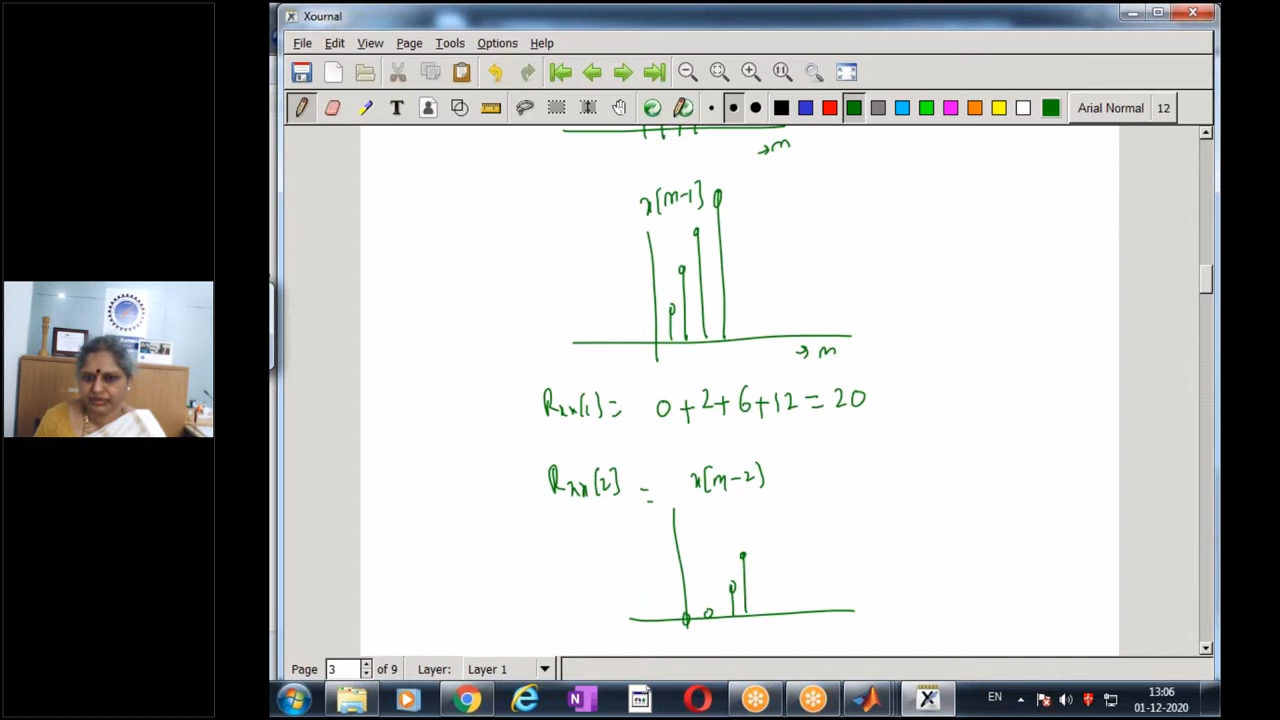 Xournal
File Edit View Page Tools Options Help
Arial Normal 12
→m
x[m-1]
→ m
Rxx[1] = 0+2+6+12 = 20
Rxx[2] = x[m-2]
Page 3 of 9 Layer: Layer 1
EN 13:06
01-12-2020